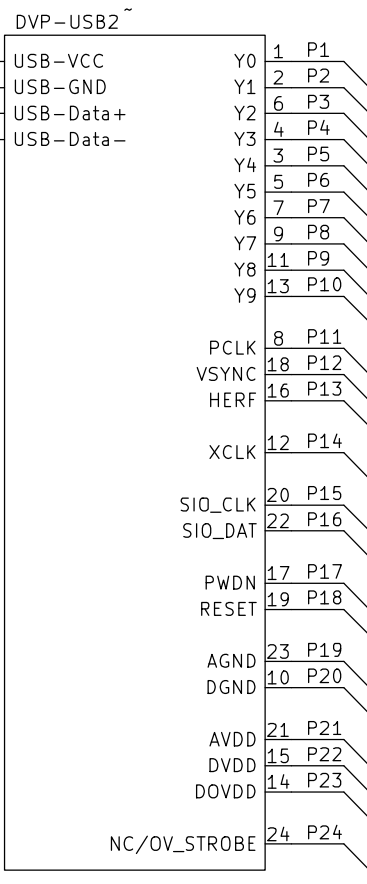 DVP-USB2~
USB-VCC Y0 1 P1
USB-GND Y1 2 P2
USB-Data+ Y2 6 P3
USB-Data- Y3 4 P4
Y4 3 P5
Y5 5 P6
Y6 7 P7
Y7 9 P8
Y8 11 P9
Y9 13 P10
PCLK 8 P11
VSYNC 18 P12
HERF 16 P13
XCLK 12 P14
SIO_CLK 20 P15
SIO_DAT 22 P16
PWDN 17 P17
RESET 19 P18
AGND 23 P19
DGND 10 P20
AVDD 21 P21
DVDD 15 P22
DOVDD 14 P23
NC/OV_STROBE 24 P24